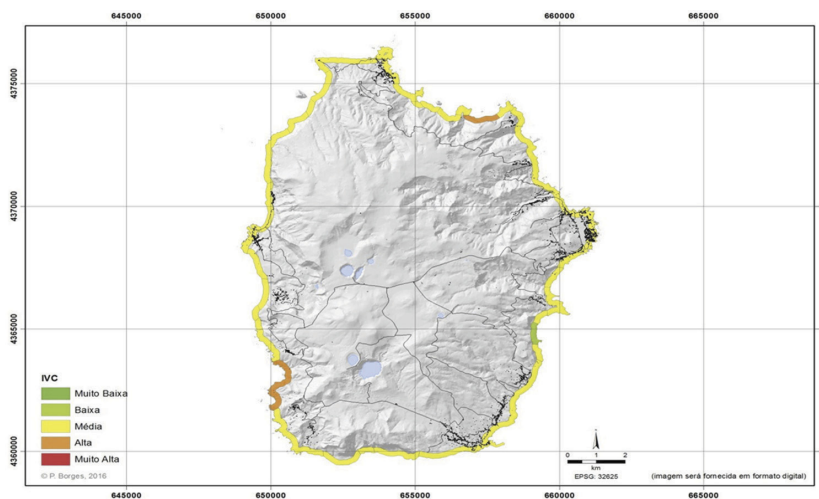 645000 650000 655000 660000 665000
4375000
4370000
4365000
4360000
IVC
Muito Baixa
Baixa
Média
Alta
Muito Alta
© P. Borges, 2016
0 1 2
km
EPSG: 32625
(imagem será fornecida em formato digital)
645000 650000 655000 660000 665000